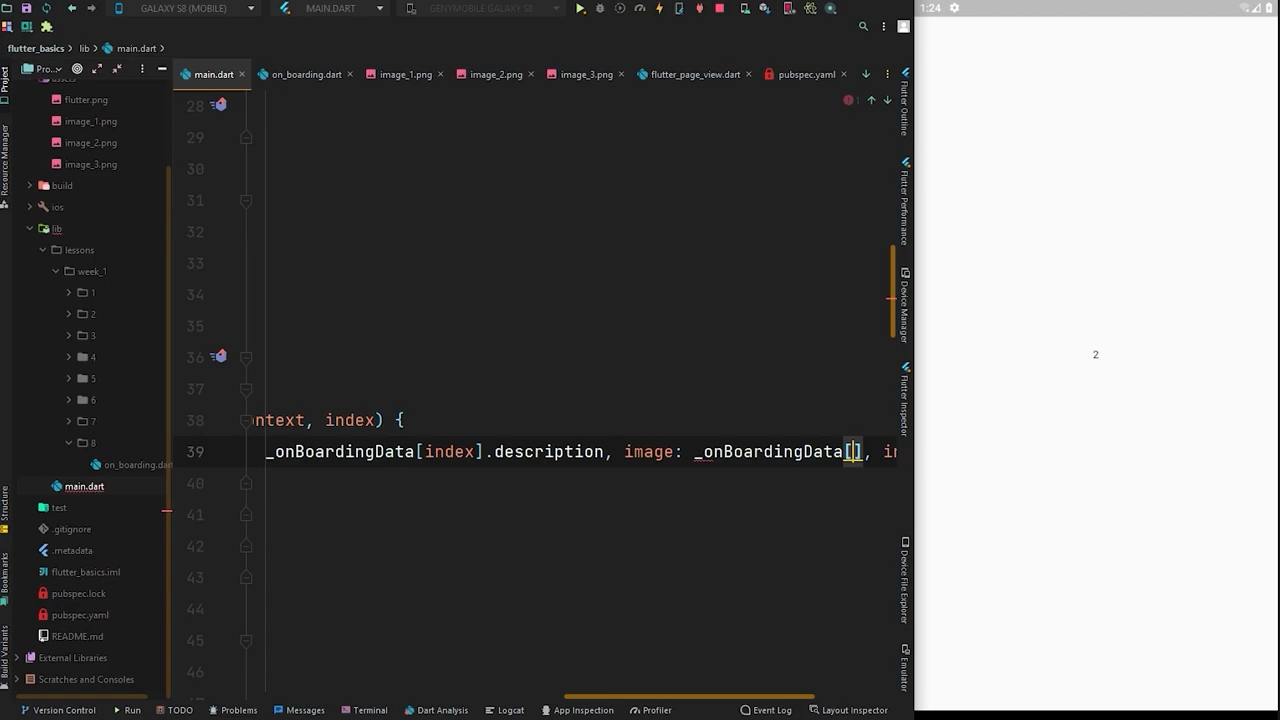 GALAXY S8 (MOBILE)
MAIN.DART
GENYMOBILE GALAXY S8
1:24
flutter_basics
lib
main.dart
Pro...
main.dart
on_boarding.dart
image_1.png
image_2.png
image_3.png
flutter_page_view.dart
pubspec.yaml
Project
Resource Manager
Structure
Bookmarks
Build Variants
flutter.png
image_1.png
image_2.png
image_3.png
build
ios
lib
lessons
week_1
1
2
3
4
5
6
7
8
on_boarding.dart
main.dart
test
.gitignore
.metadata
flutter_basics.iml
pubspec.lock
pubspec.yaml
README.md
External Libraries
Scratches and Consoles
28
29
30
31
32
33
34
35
36
37
38 ontext, index) {
39 _onBoardingData[index].description, image: _onBoardingData[], in
40
41
42
43
44
45
46
1
Flutter Outline
Flutter Performance
Device Manager
Flutter Inspector
Device File Explorer
Emulator
2
Version Control
Run
TODO
Problems
Messages
Terminal
Dart Analysis
Logcat
App Inspection
Profiler
Event Log
Layout Inspector